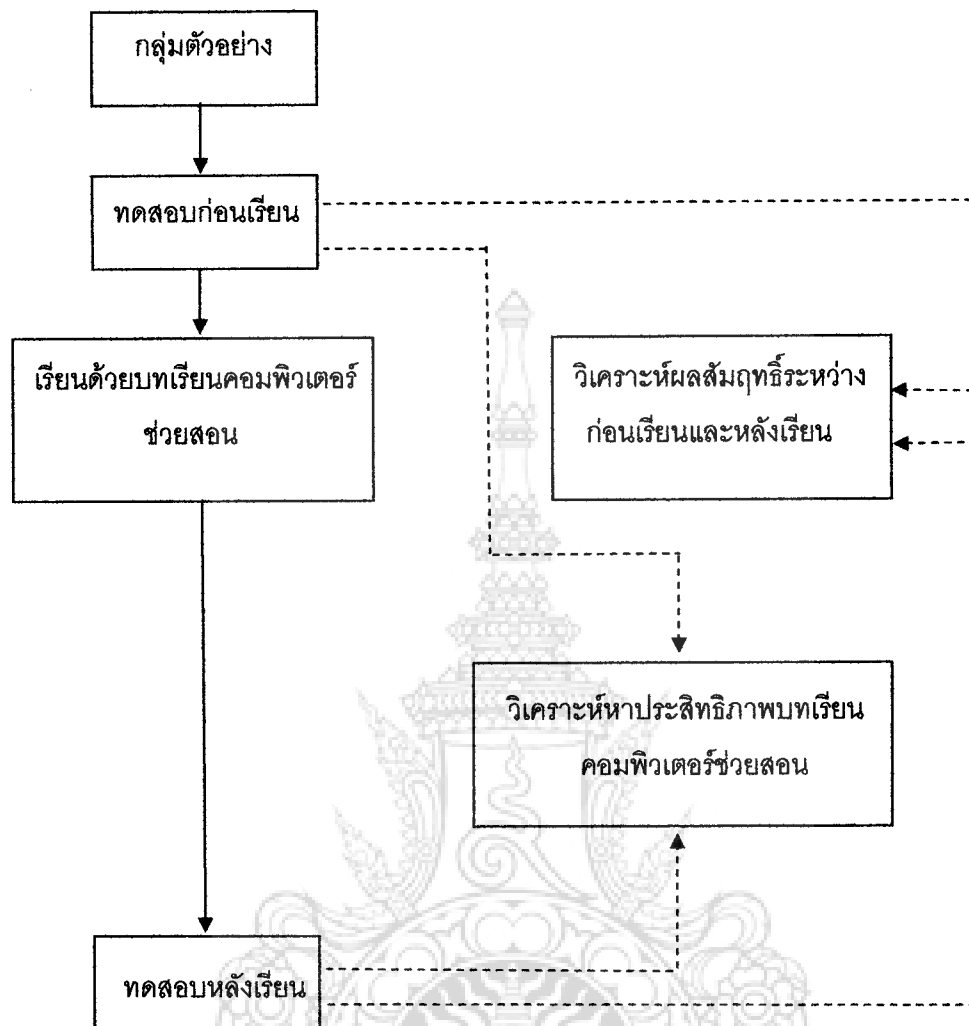 กลุ่มตัวอย่าง
ทดสอบก่อนเรียน
เรียนด้วยบทเรียนคอมพิวเตอร์
ช่วยสอน
วิเคราะห์ผลสัมฤทธิ์ระหว่าง
ก่อนเรียนและหลังเรียน
วิเคราะห์หาประสิทธิภาพบทเรียน
คอมพิวเตอร์ช่วยสอน
ทดสอบหลังเรียน